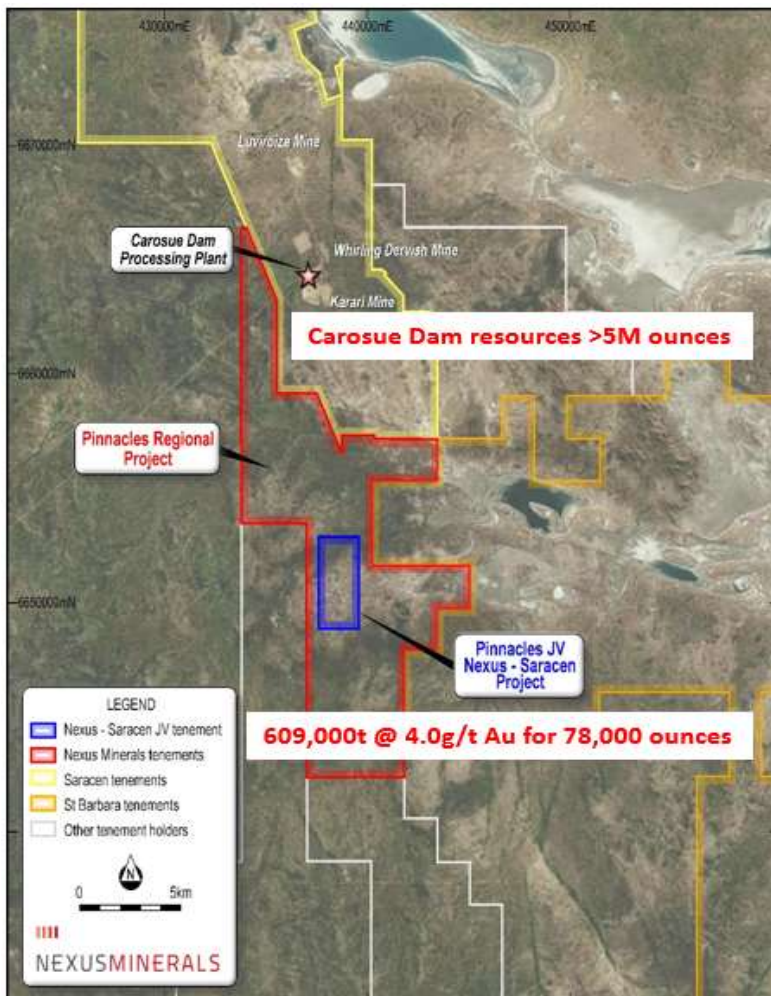 430000mE
440000mE
450000mE
6670000mN
Luvironze Mine
Carosue Dam
Processing Plant
Whirling Dervish Mine
Karari Mine
Carosue Dam resources >5M ounces
6660000mN
Pinnacles Regional
Project
6650000mN
Pinnacles JV
Nexus - Saracen
Project
609,000t @ 4.0g/t Au for 78,000 ounces
LEGEND
Nexus - Saracen JV tenement
Nexus Minerals tenements
Saracen tenements
St Barbara tenements
Other tenement holders
N
0
5km
NEXUSMINERALS